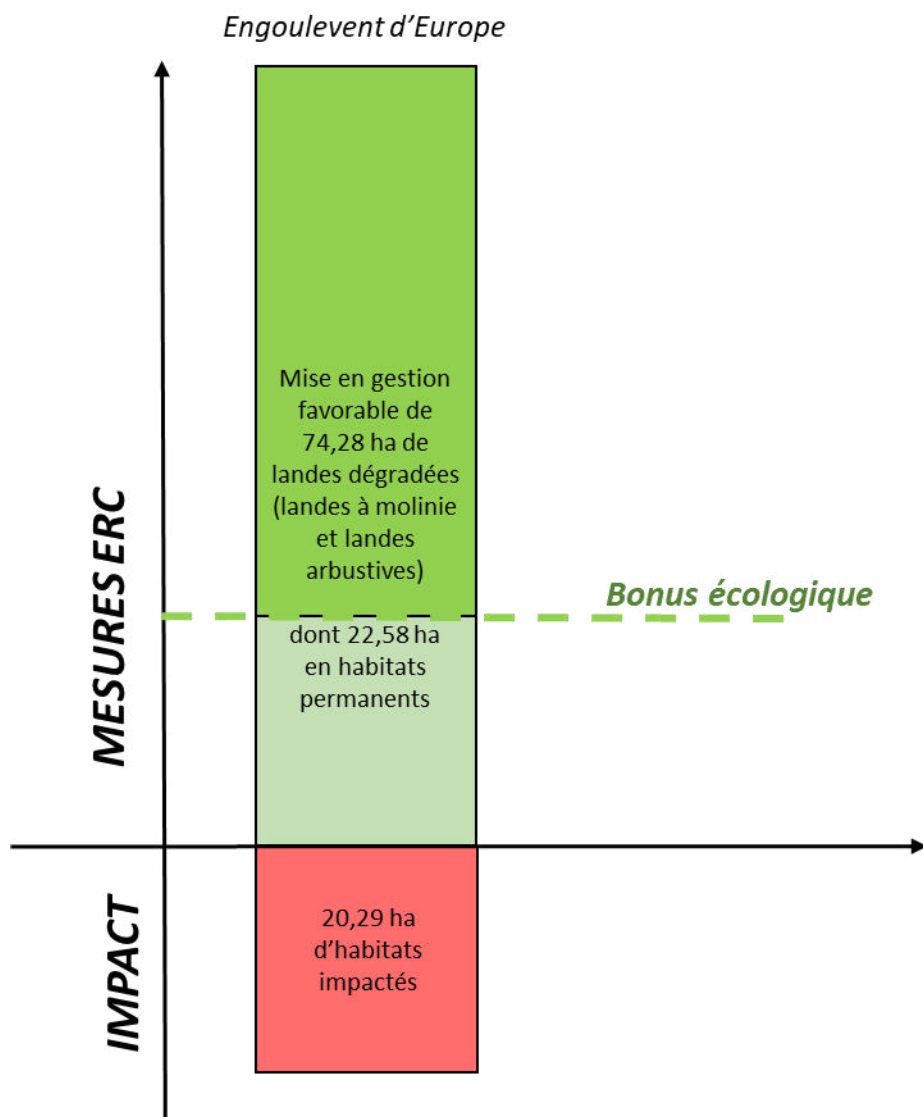 Engoulevent d’Europe
Mise en gestion
favorable de
74,28 ha de
landes dégradées
(landes à molinie
et landes
arbustives)
MESURES ERC
Bonus écologique
dont 22,58 ha
en habitats
permanents
IMPACT
20,29 ha
d’habitats
impactés